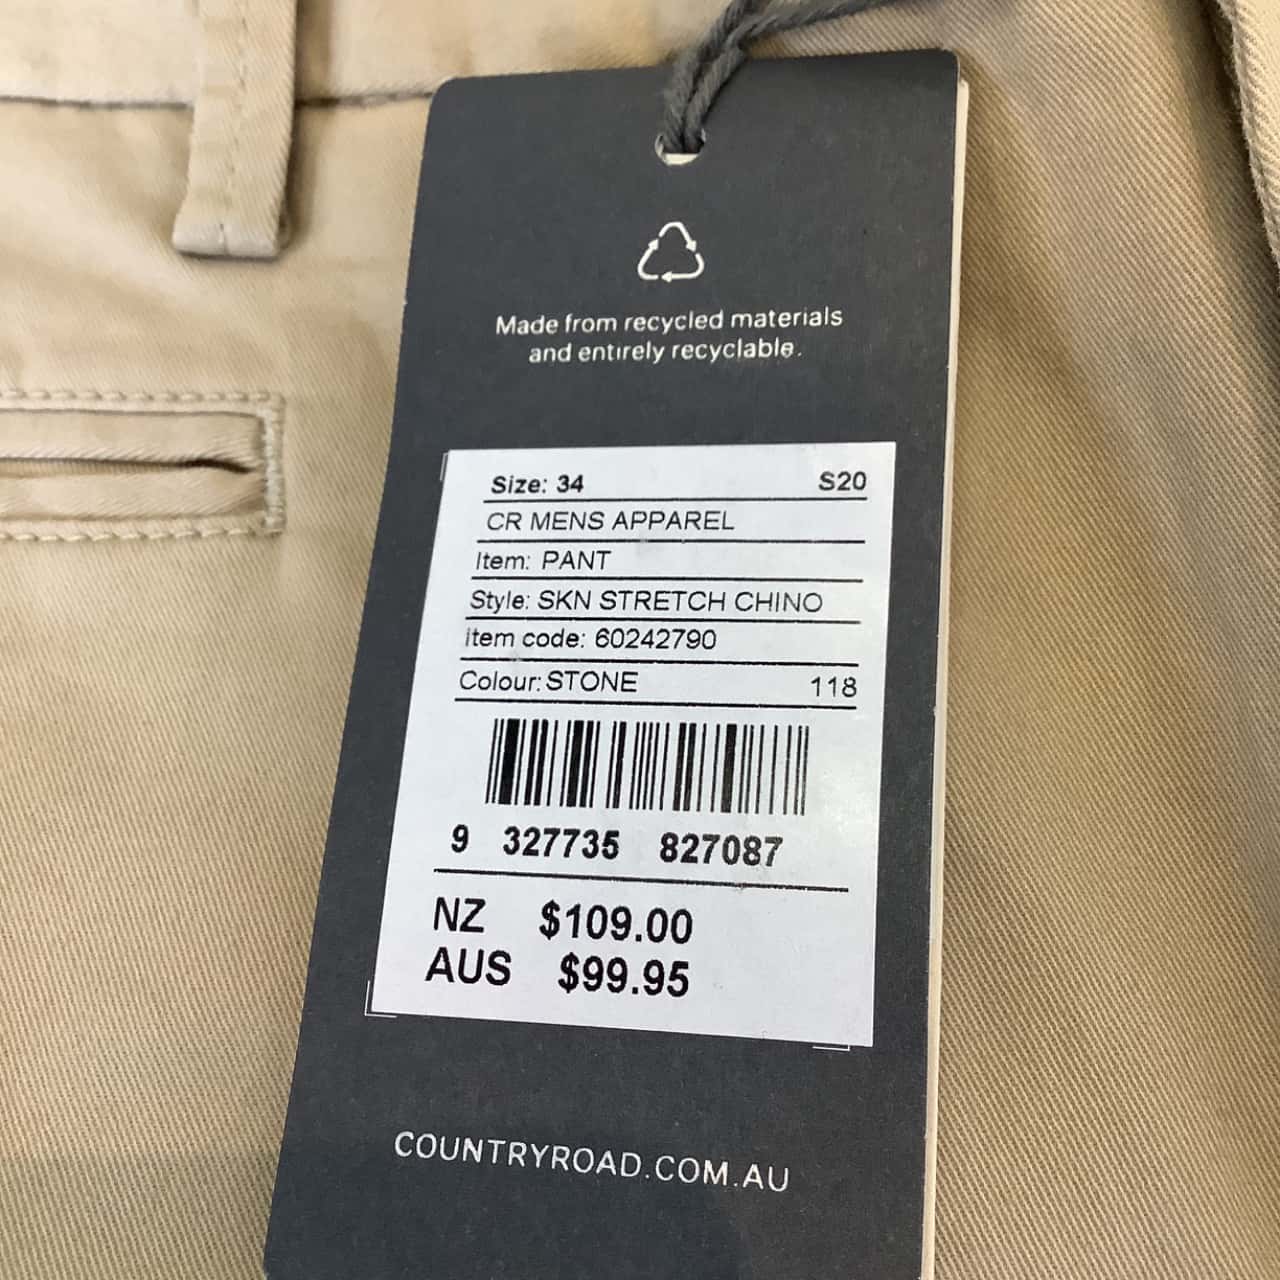 Made from recycled materials
and entirely recyclable.
Size: 34 S20
CR MENS APPAREL
Item: PANT
Style: SKN STRETCH CHINO
Item code: 60242790
Colour: STONE 118
9 327735 827087
NZ $109.00
AUS $99.95
COUNTRYROAD.COM.AU